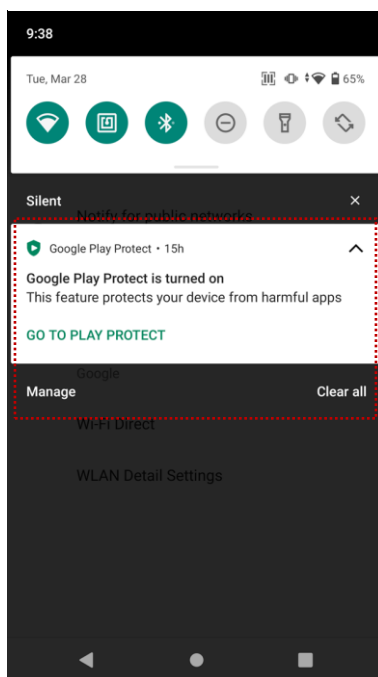 9:38
Tue, Mar 28
65%
Silent
Notify for public networks
Google Play Protect • 15h
Google Play Protect is turned on
This feature protects your device from harmful apps
GO TO PLAY PROTECT
Google
Manage
Clear all
Wi-Fi Direct
WLAN Detail Settings